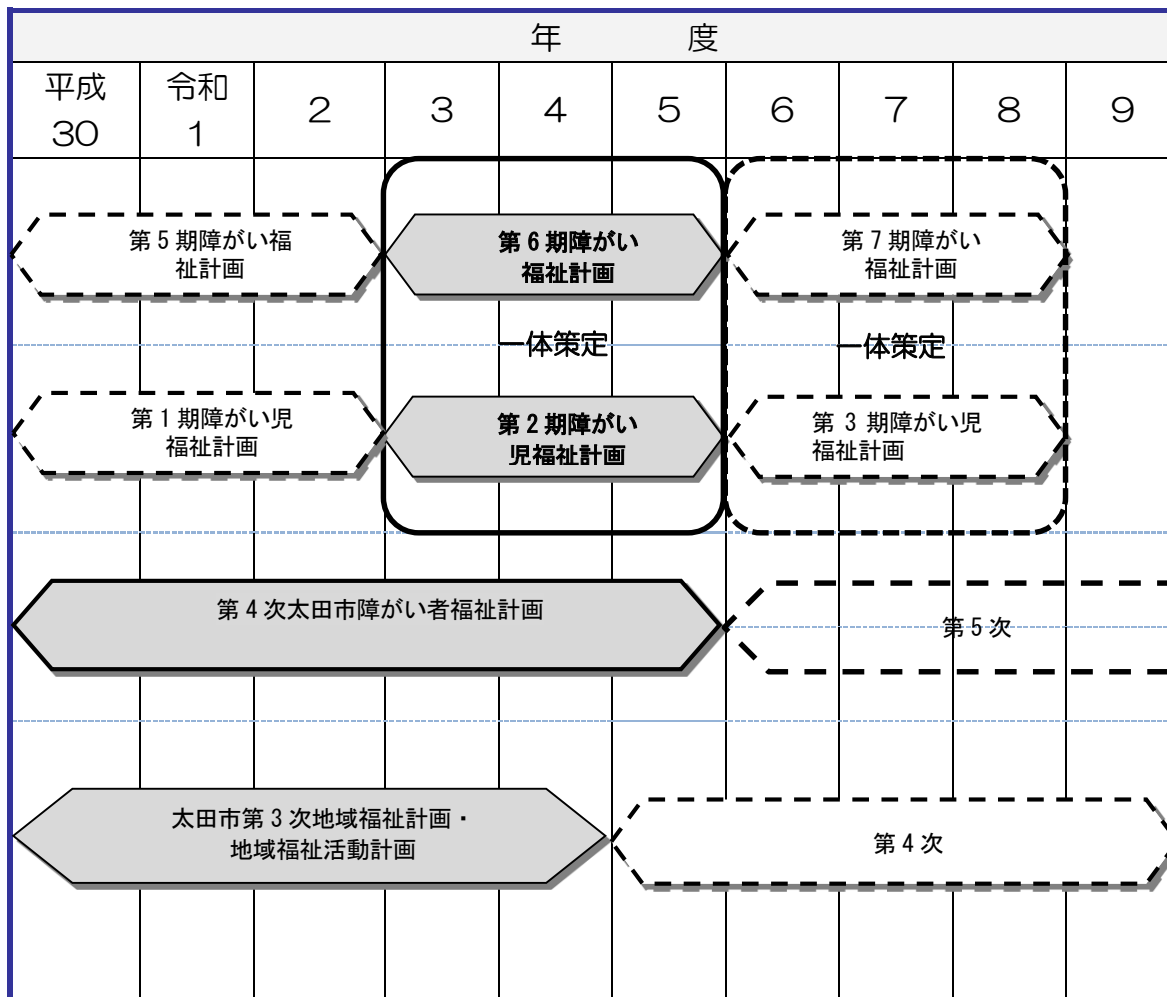 年 度
平成
30
令和
1
2
3
4
5
6
7
8
9
第5期障がい福
祉計画
第6期障がい
福祉計画
第7期障がい
福祉計画
一体策定
一体策定
第1期障がい児
福祉計画
第2期障がい
児福祉計画
第 3 期障がい児
福祉計画
第4次太田市障がい者福祉計画
第5次
太田市第3次地域福祉計画・
地域福祉活動計画
第4次